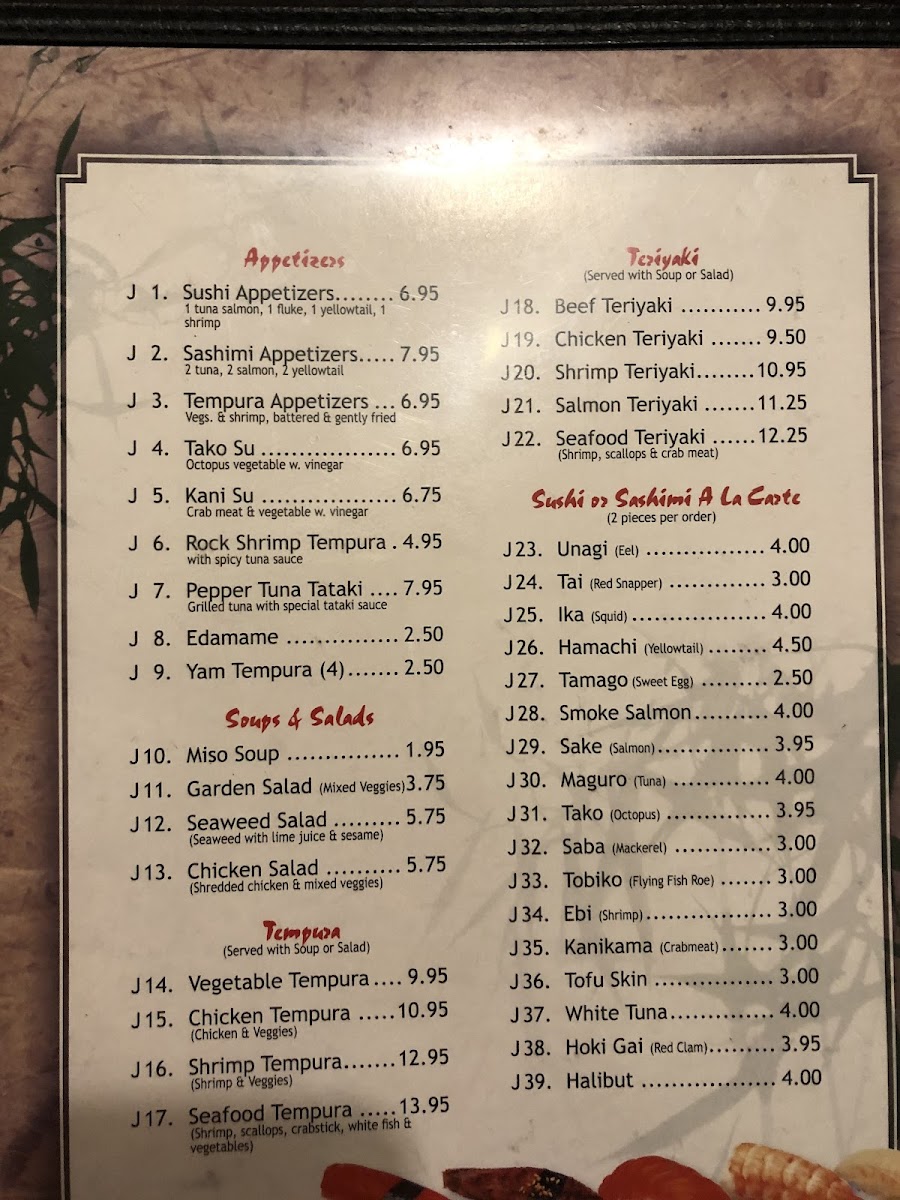 Appetizers
J 1. Sushi Appetizers........ 6.95
1 tuna salmon, 1 fluke, 1 yellowtail, 1
shrimp
J 2. Sashimi Appetizers..... 7.95
2 tuna, 2 salmon, 2 yellowtail
J 3. Tempura Appetizers ... 6.95
Vegs. & shrimp, battered & gently fried
J 4. Tako Su .................. 6.95
Octopus vegetable w. vinegar
J 5. Kani Su .................. 6.75
Crab meat & vegetable w. vinegar
J 6. Rock Shrimp Tempura . 4.95
with spicy tuna sauce
J 7. Pepper Tuna Tataki .... 7.95
Grilled tuna with special tataki sauce
J 8. Edamame ............... 2.50
J 9. Yam Tempura (4)....... 2.50
Soups & Salads
J10. Miso Soup ............... 1.95
J11. Garden Salad (Mixed Veggies)3.75
J12. Seaweed Salad ......... 5.75
(Seaweed with lime juice & sesame)
J13. Chicken Salad .......... 5.75
(Shredded chicken & mixed veggies)
Tempura
(Served with Soup or Salad)
J14. Vegetable Tempura .... 9.95
J15. Chicken Tempura .....10.95
(Chicken & Veggies)
J16. Shrimp Tempura.......12.95
(Shrimp & Veggies)
J17. Seafood Tempura .....13.95
(Shrimp, scallops, crabstick, white fish &
vegetables)
Teriyaki
(Served with Soup or Salad)
J18. Beef Teriyaki ........... 9.95
J19. Chicken Teriyaki ....... 9.50
J20. Shrimp Teriyaki........10.95
J21. Salmon Teriyaki .......11.25
J22. Seafood Teriyaki ......12.25
(Shrimp, scallops & crab meat)
Sushi or Sashimi A La Carte
(2 pieces per order)
J23. Unagi (Eel) ................ 4.00
J24. Tai (Red Snapper) ............. 3.00
J25. Ika (Squid) .................. 4.00
J26. Hamachi (Yellowtail) ........ 4.50
J27. Tamago (Sweet Egg) ......... 2.50
J28. Smoke Salmon.......... 4.00
J29. Sake (Salmon)............... 3.95
J30. Maguro (Tuna) ............. 4.00
J31. Tako (Octopus) .............. 3.95
J32. Saba (Mackerel) ............. 3.00
J33. Tobiko (Flying Fish Roe) ....... 3.00
J34. Ebi (Shrimp)................. 3.00
J35. Kanikama (Crabmeat)....... 3.00
J36. Tofu Skin ................ 3.00
J37. White Tuna.............. 4.00
J38. Hoki Gai (Red Clam)......... 3.95
J39. Halibut .................. 4.00